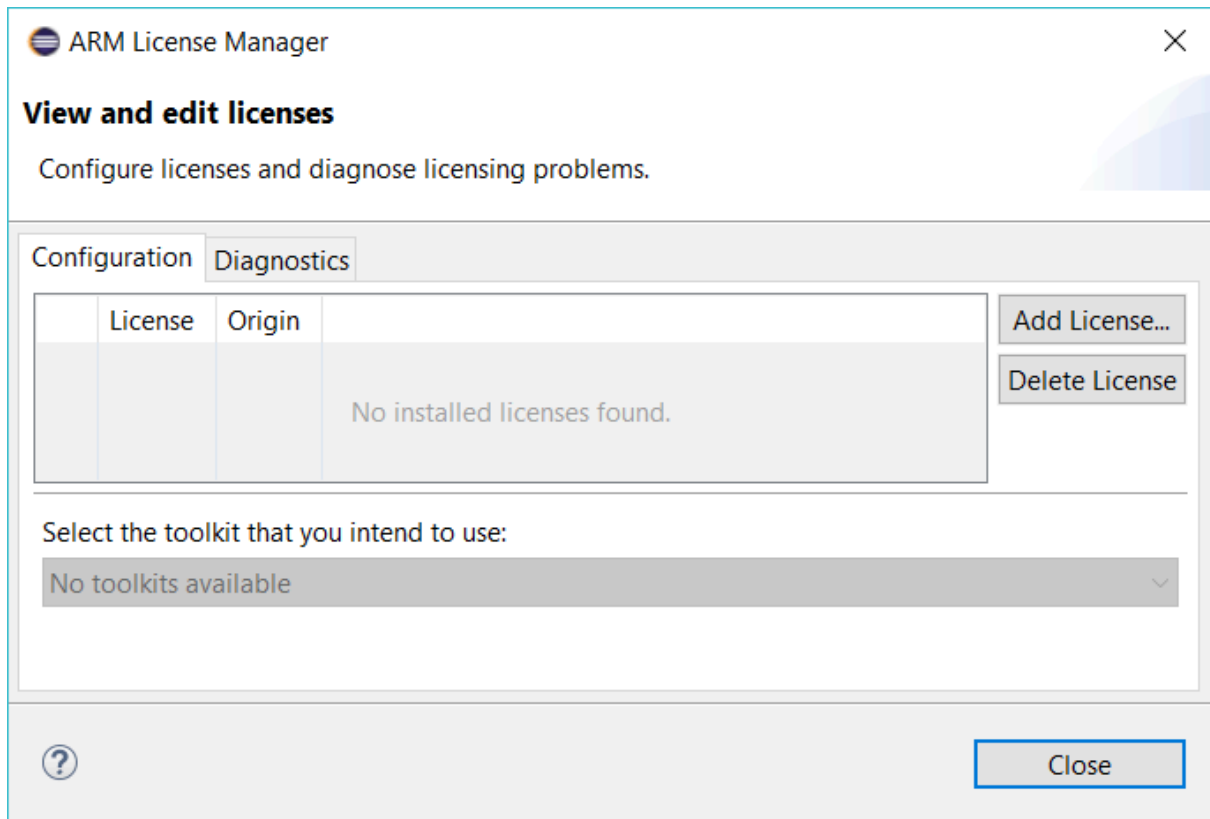 ARM License Manager
View and edit licenses
Configure licenses and diagnose licensing problems.
Configuration Diagnostics
License Origin
Add License...
Delete License
No installed licenses found.
Select the toolkit that you intend to use:
No toolkits available
?
Close